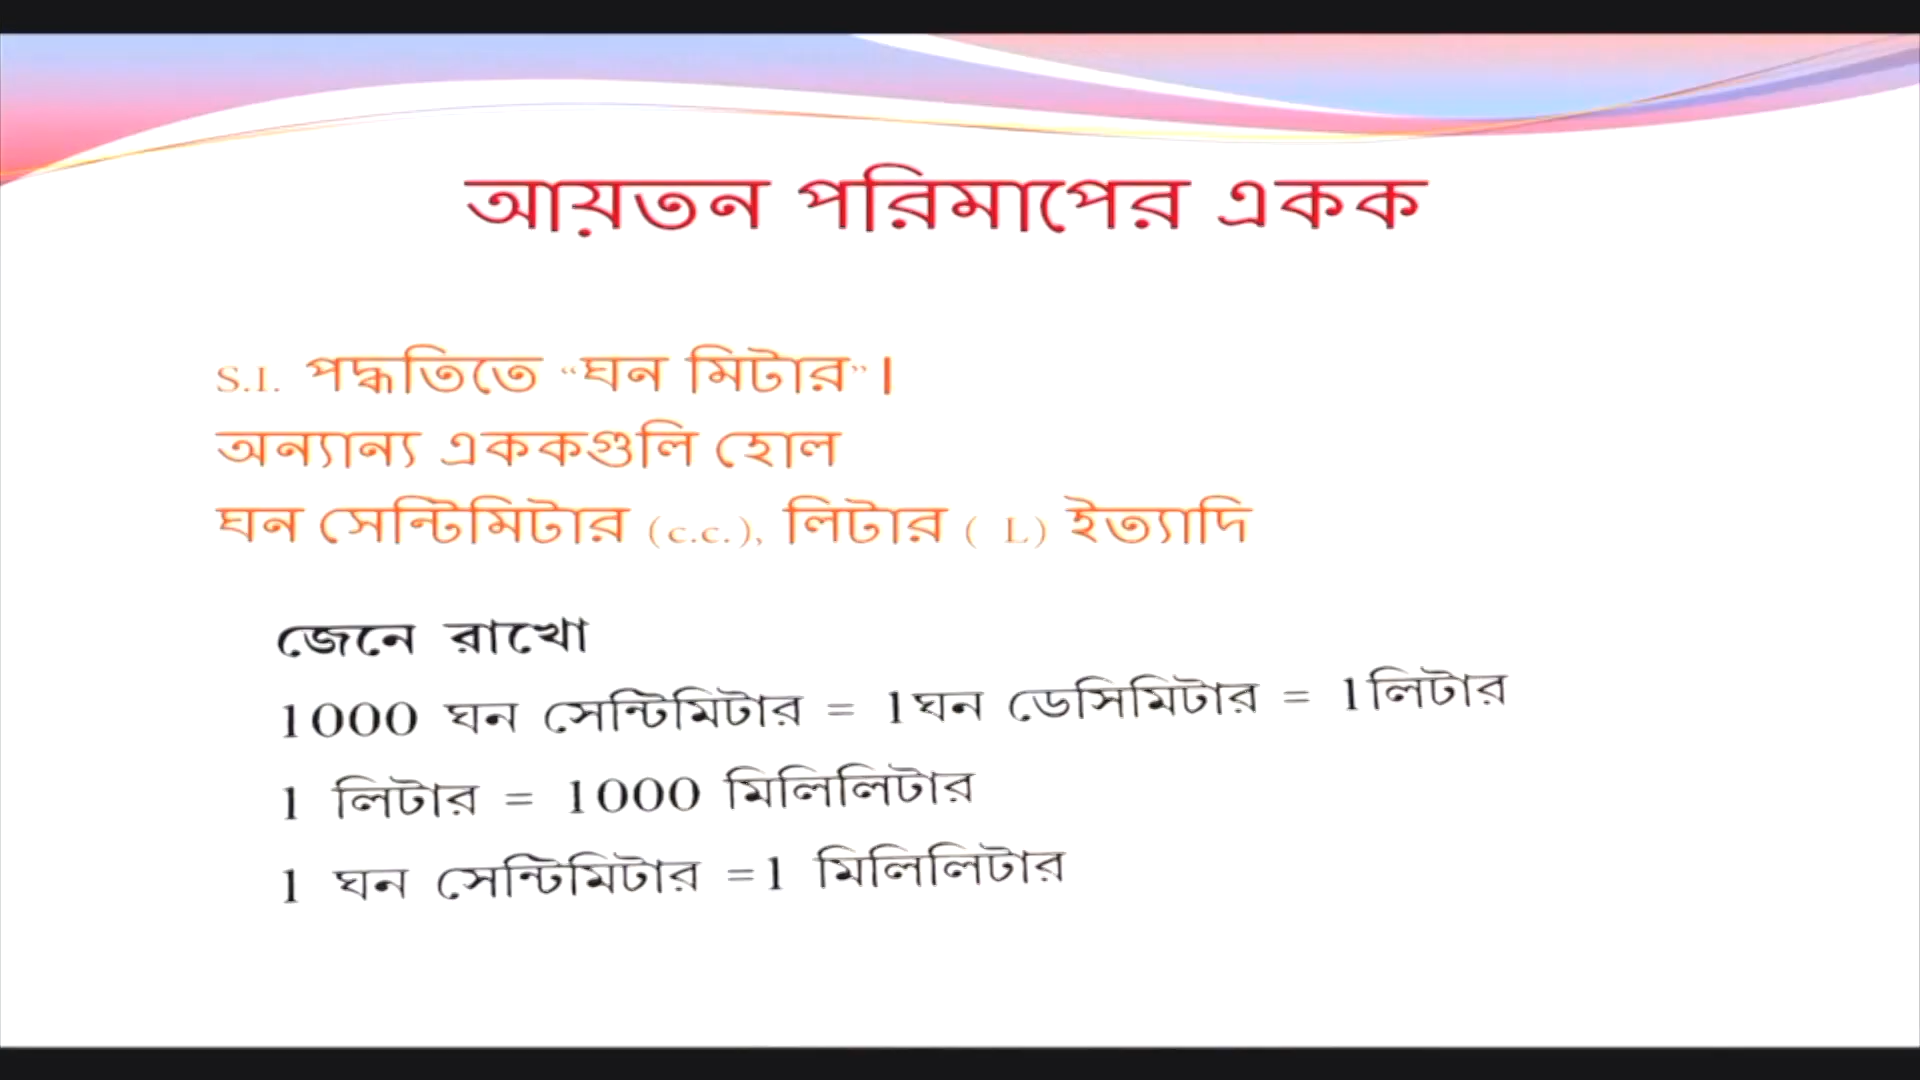 আয়তন পরিমাপের একক
S.I. পদ্ধতিতে “ঘন মিটার”।
অন্যান্য এককগুলি হোল
ঘন সেন্টিমিটার (c.c.), লিটার ( L) ইত্যাদি
জেনে রাখো
1000 ঘন সেন্টিমিটার = 1ঘন ডেসিমিটার = 1লিটার
1 লিটার = 1000 মিলিলিটার
1 ঘন সেন্টিমিটার =1 মিলিলিটার